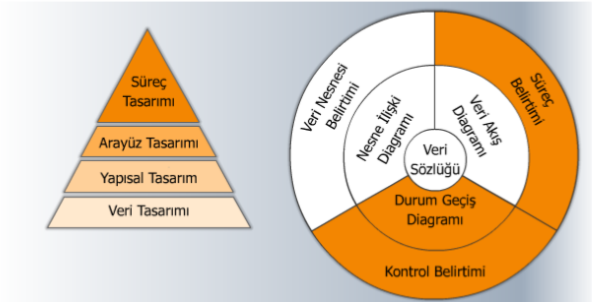 Süreç
Tasarımı
Arayüz Tasarımı
Yapısal Tasarım
Veri Tasarımı
Veri Nesnesi
Belirtimi
Nesne İlişki
Diagramı
Veri Akış
Diagramı
Süreç
Belirtimi
Veri
Sözlüğü
Durum Geçiş
Diagramı
Kontrol Belirtimi